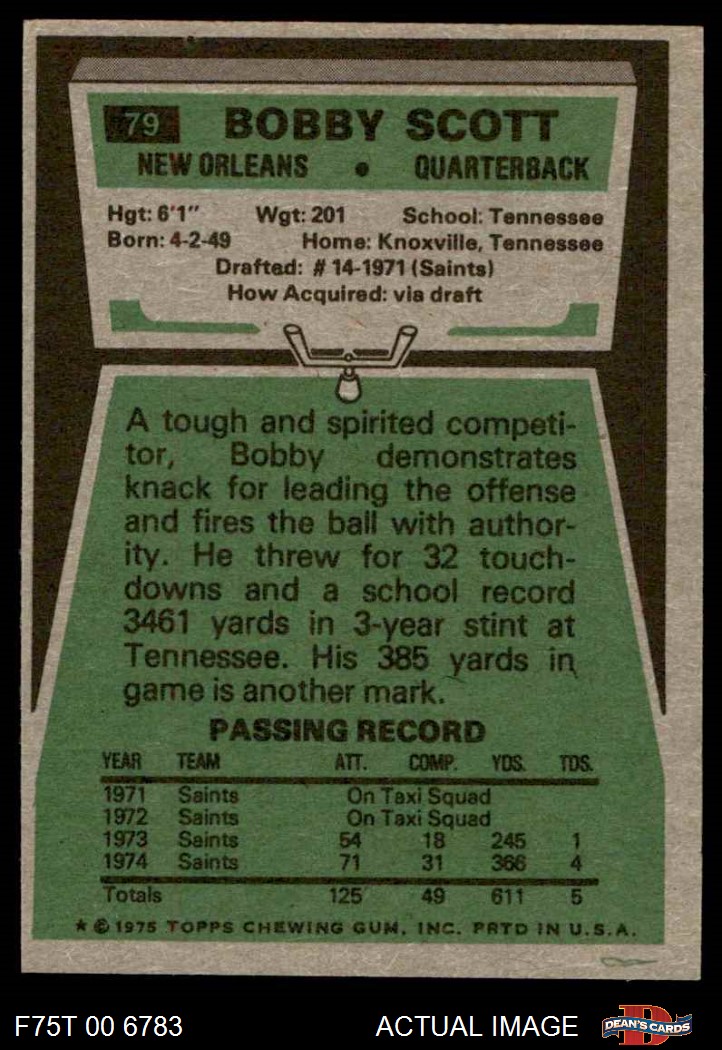 79 BOBBY SCOTT
NEW ORLEANS • QUARTERBACK
Hgt: 6'1" Wgt: 201 School: Tennessee
Born: 4-2-49 Home: Knoxville, Tennessee
Drafted: #14-1971 (Saints)
How Acquired: via draft
A tough and spirited competi-
tor, Bobby demonstrates
knack for leading the offense
and fires the ball with author-
ity. He threw for 32 touch-
downs and a school record
3461 yards in 3-year stint at
Tennessee. His 385 yards in
game is another mark.
PASSING RECORD
YEAR TEAM ATT. COMP. YDS. TDS.
1971 Saints On Taxi Squad
1972 Saints On Taxi Squad
1973 Saints 54 18 245 1
1974 Saints 71 31 366 4
Totals 125 49 611 5
★ © 1975 TOPPS CHEWING GUM, INC. PRTD IN U.S.A.
F75T 00 6783 ACTUAL IMAGE D DEAN'S CARDS